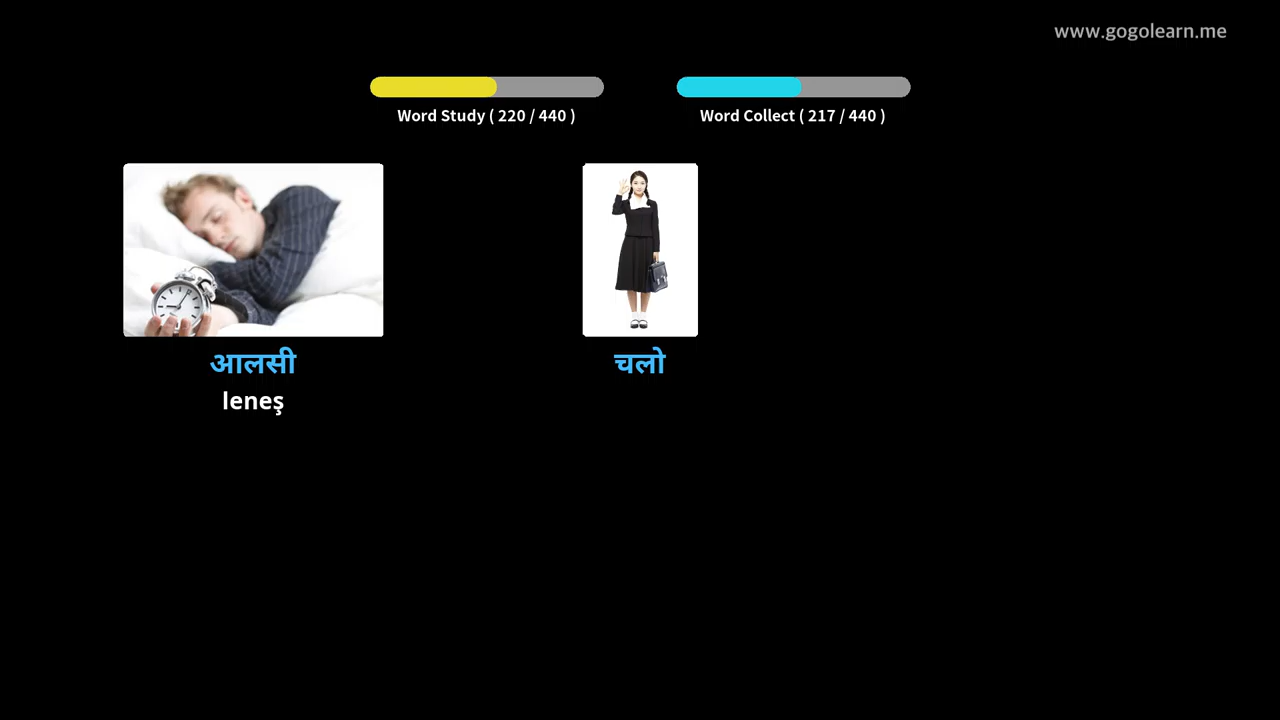 www.gogolearn.me
Word Study ( 220 / 440 )
Word Collect ( 217 / 440 )
आलसी
leneş
चलो